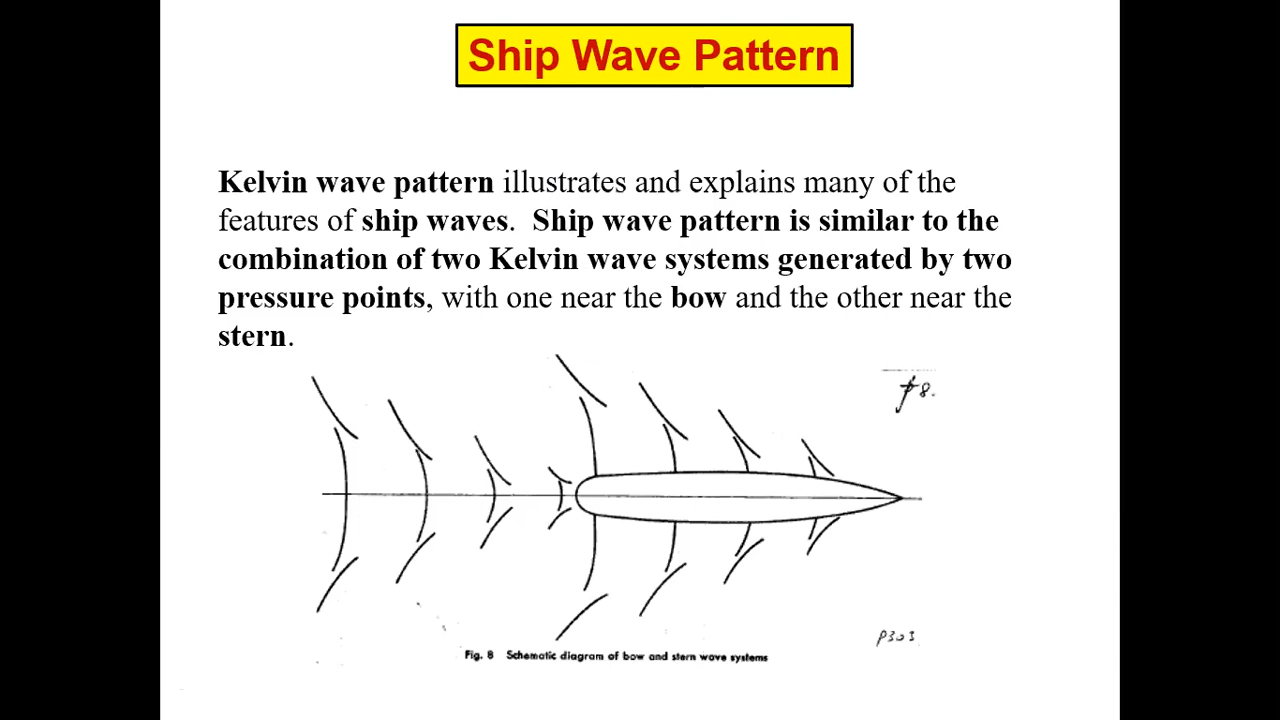 Ship Wave Pattern
Kelvin wave pattern illustrates and explains many of the
features of ship waves.  Ship wave pattern is similar to the
combination of two Kelvin wave systems generated by two
pressure points, with one near the bow and the other near the
stern.
f8.
P303
Fig. 8 Schematic diagram of bow and stern wave systems